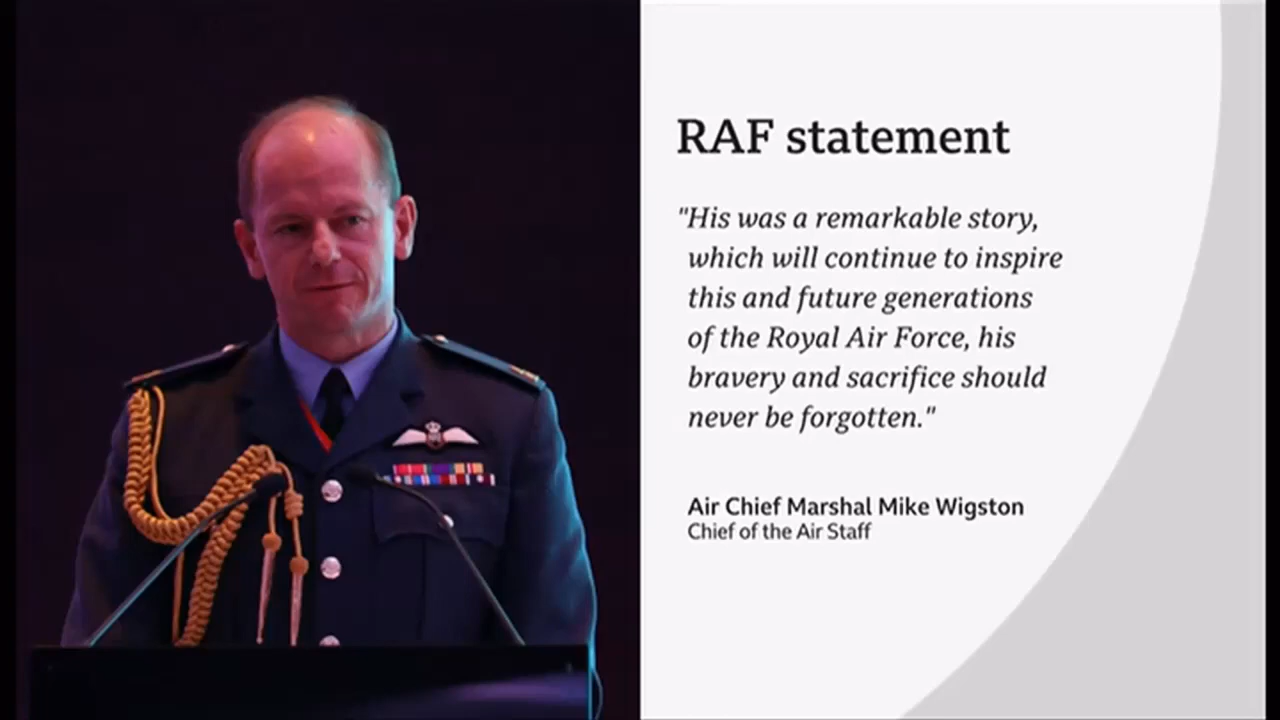 RAF statement
"His was a remarkable story,
which will continue to inspire
this and future generations
of the Royal Air Force, his
bravery and sacrifice should
never be forgotten."
Air Chief Marshal Mike Wigston
Chief of the Air Staff